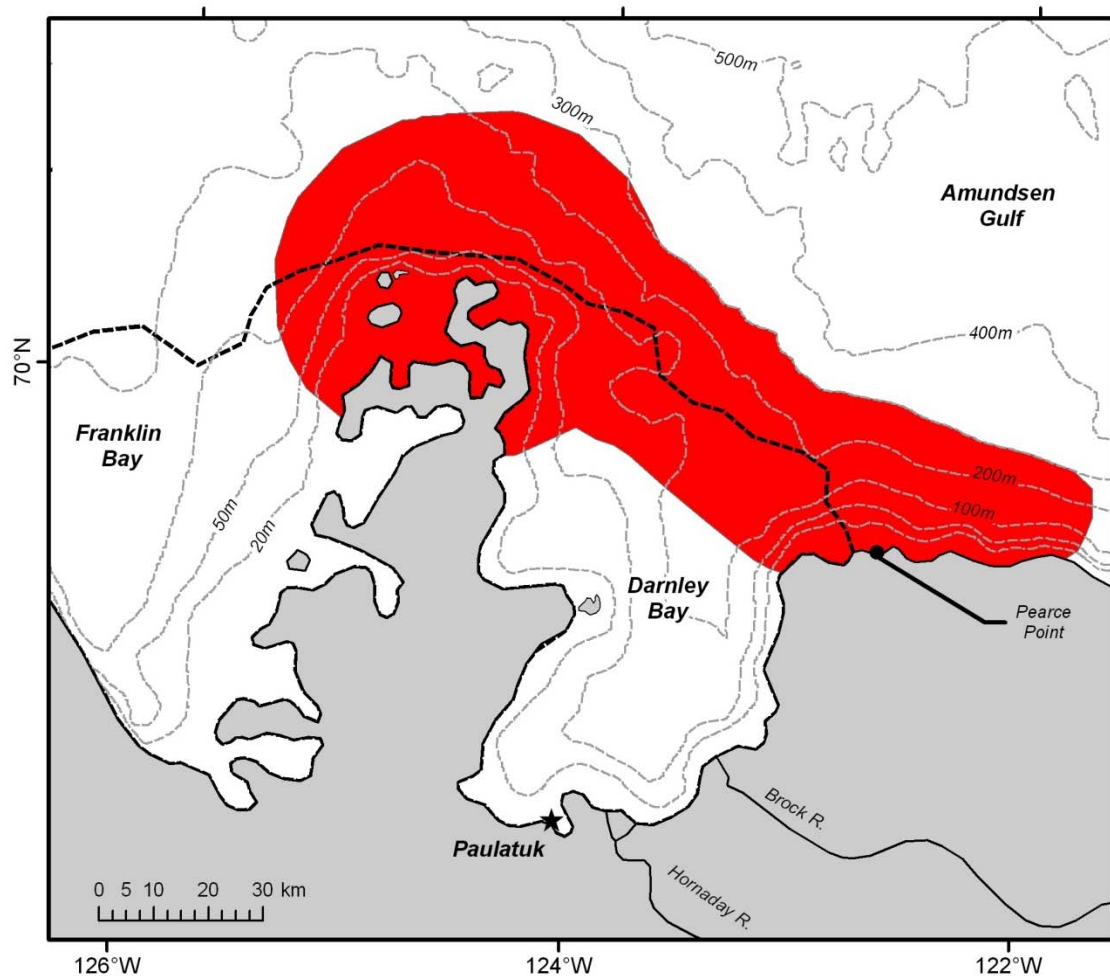 500m
300m
Amundsen
Gulf
400m
70°N
Franklin
Bay
200m
50m
100m
20m
Darnley
Bay
Pearce
Point
Brock R.
Paulatuk
Hornaday R.
0 5 10 20 30 km
126°W
124°W
122°W